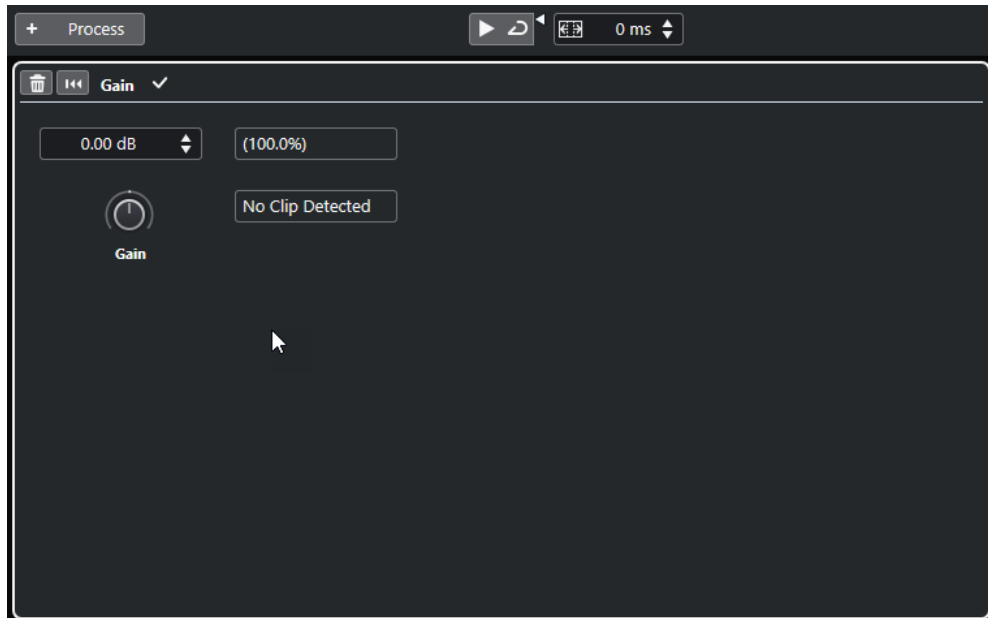 + Process
0 ms
Gain
0.00 dB
(100.0%)
No Clip Detected
Gain